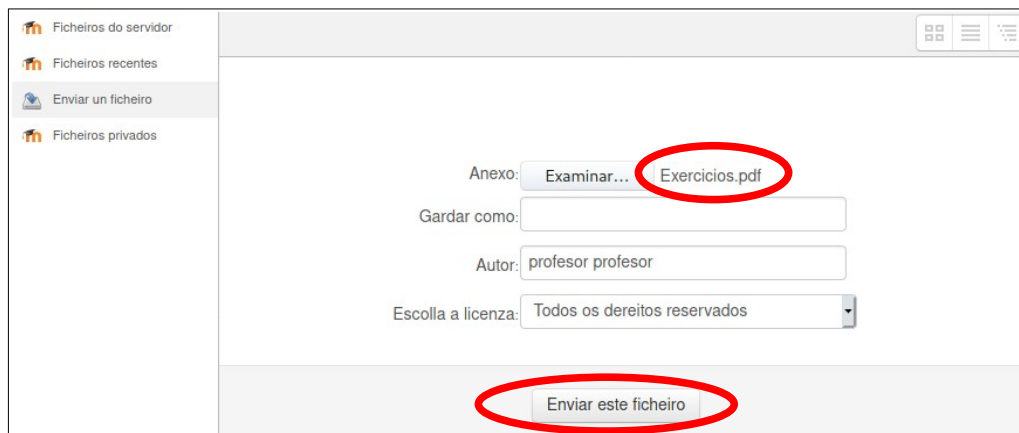 Ficheiros do servidor
Ficheiros recentes
Enviar un ficheiro
Ficheiros privados
Anexo: Examinar... Exercicios.pdf
Gardar como:
Autor: profesor profesor
Escolla a licenza: Todos os dereitos reservados
Enviar este ficheiro